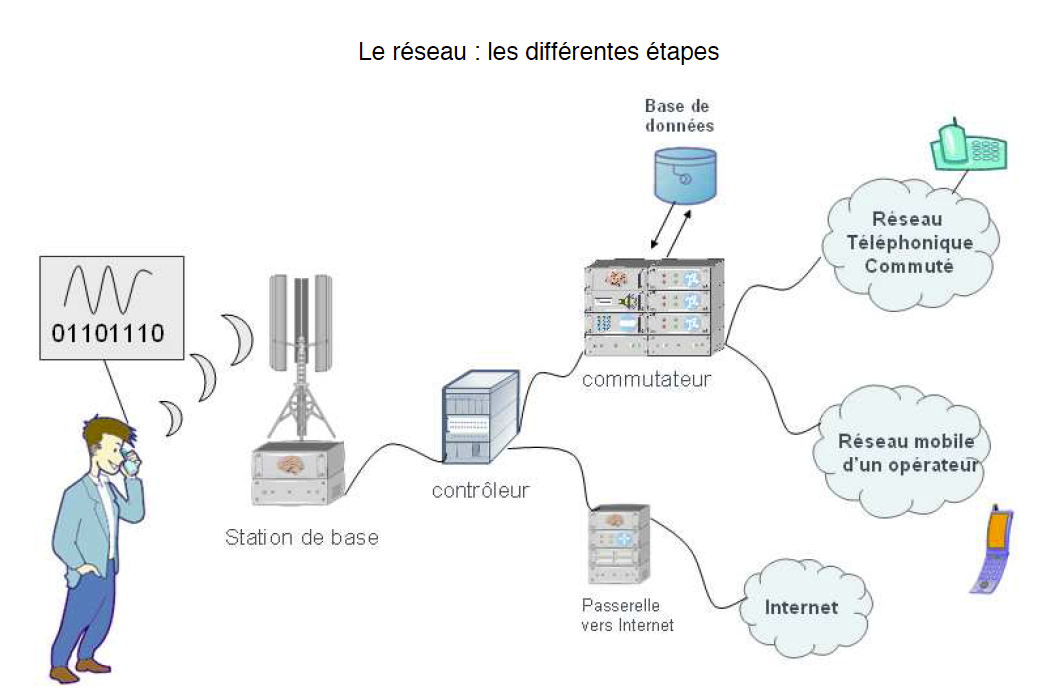 Le réseau : les différentes étapes
Base de
données
Réseau
Téléphonique
Commuté
01101110
commutateur
Réseau mobile
d'un opérateur
contrôleur
Station de base
Passerelle
vers Internet
Internet